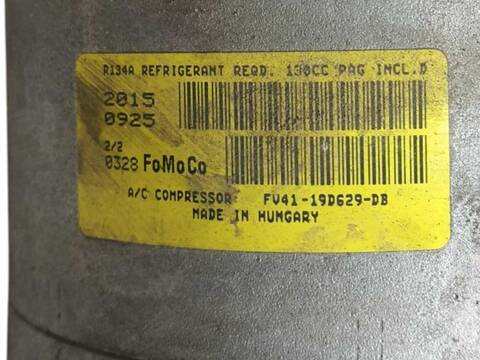 R134A REFRIGERANT REQD. 130CC PAG INCL.D
2015
0925
2/2
0328 FoMoCo
A/C COMPRESSOR FV41-19D629-DB
MADE IN HUNGARY